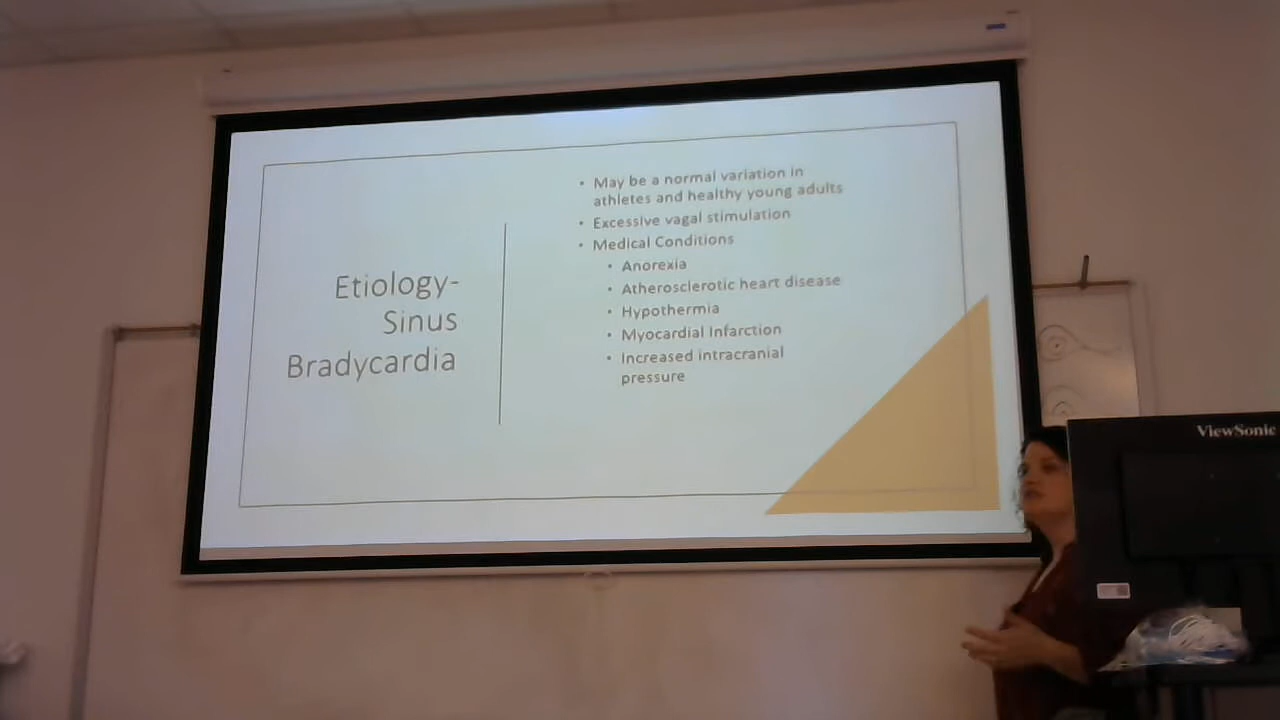 Etiology-
Sinus
Bradycardia
• May be a normal variation in
athletes and healthy young adults
• Excessive vagal stimulation
• Medical Conditions
• Anorexia
• Atherosclerotic heart disease
• Hypothermia
• Myocardial Infarction
• Increased intracranial
pressure
ViewSonic